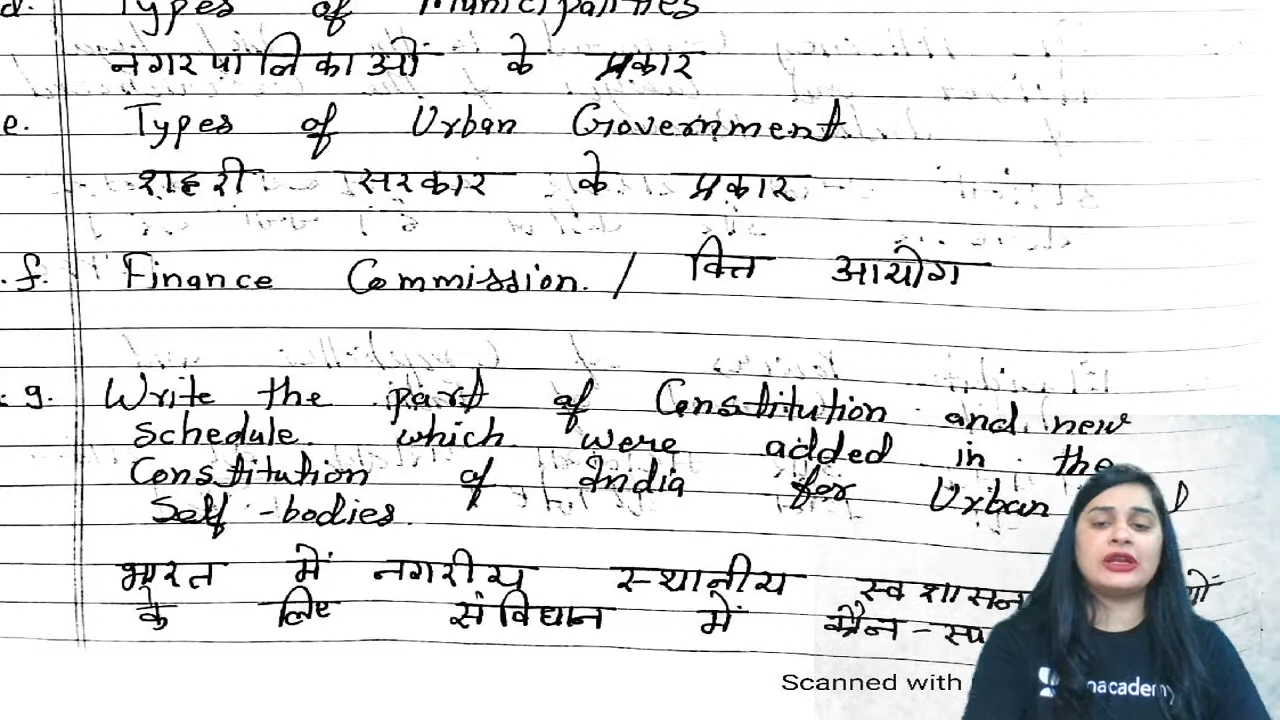 d. Types of Municipalities
नगरपालिकाओं के प्रकार
e. Types of Urban Government.
शहरी सरकार के प्रकार
.f. Finance Commission. / वित्त आयोग
g. Write the part of Constitution and new
schedule which were added in the
Constitution of India for Urban
Self-bodies.
भारत में नगरीय स्थानीय स्वशासन
के लिए संविधान में कौन-सा
Scanned with
nacademy